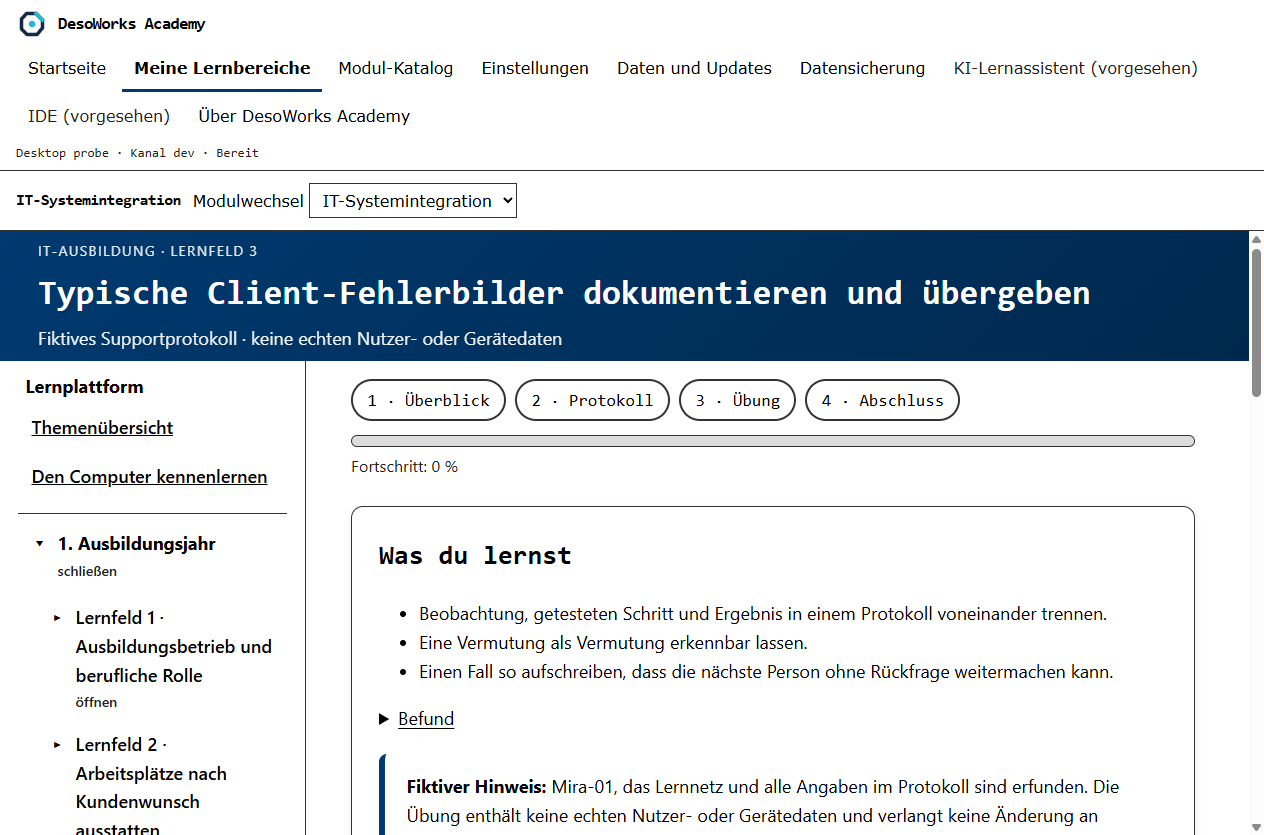 DesoWorks Academy
Startseite Meine Lernbereiche Modul-Katalog Einstellungen Daten und Updates Datensicherung KI-Lernassistent (vorgesehen)
IDE (vorgesehen) Über DesoWorks Academy
Desktop probe · Kanal dev · Bereit
IT-Systemintegration Modulwechsel IT-Systemintegration
IT-AUSBILDUNG · LERNFELD 3
Typische Client-Fehlerbilder dokumentieren und übergeben
Fiktives Supportprotokoll · keine echten Nutzer- oder Gerätedaten
Lernplattform
Themenübersicht
Den Computer kennenlernen
1. Ausbildungsjahr
schließen
Lernfeld 1 ·
Ausbildungsbetrieb und
berufliche Rolle
öffnen
Lernfeld 2 ·
Arbeitsplätze nach
Kundenwunsch
ausstatten
1 · Überblick 2 · Protokoll 3 · Übung 4 · Abschluss
Fortschritt: 0 %
Was du lernst
Beobachtung, getesteten Schritt und Ergebnis in einem Protokoll voneinander trennen.
Eine Vermutung als Vermutung erkennbar lassen.
Einen Fall so aufschreiben, dass die nächste Person ohne Rückfrage weitermachen kann.
Befund
Fiktiver Hinweis: Mira-01, das Lernnetz und alle Angaben im Protokoll sind erfunden. Die
Übung enthält keine echten Nutzer- oder Gerätedaten und verlangt keine Änderung an